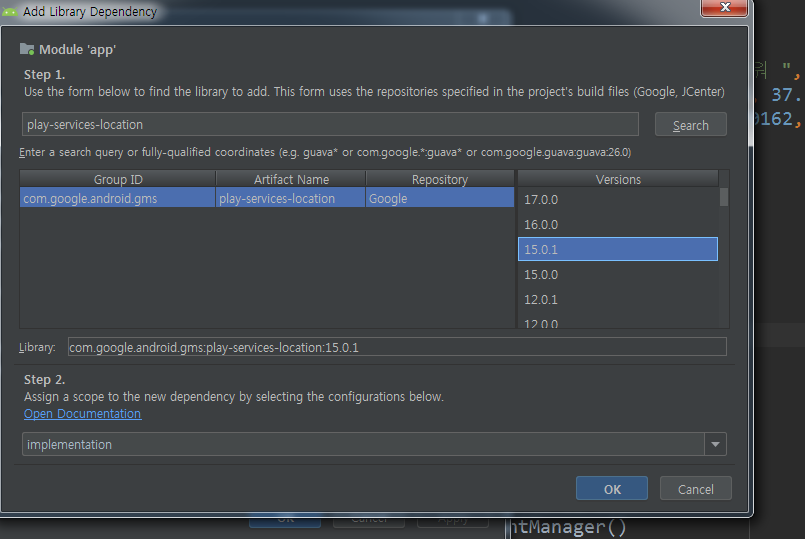 Add Library Dependency
Module 'app'
Step 1.
Use the form below to find the library to add. This form uses the repositories specified in the project's build files (Google, JCenter)
play-services-location
Search
Enter a search query or fully-qualified coordinates (e.g. guava* or com.google.*:guava* or com.google.guava:guava:26.0)
Group ID Artifact Name Repository Versions
com.google.android.gms play-services-location Google
17.0.0
16.0.0
15.0.1
15.0.0
12.0.1
12.0.0
Library: com.google.android.gms:play-services-location:15.0.1
Step 2.
Assign a scope to the new dependency by selecting the configurations below.
Open Documentation
implementation
OK Cancel
OK Cancel Apply
ntManager()
",
37.
0162,